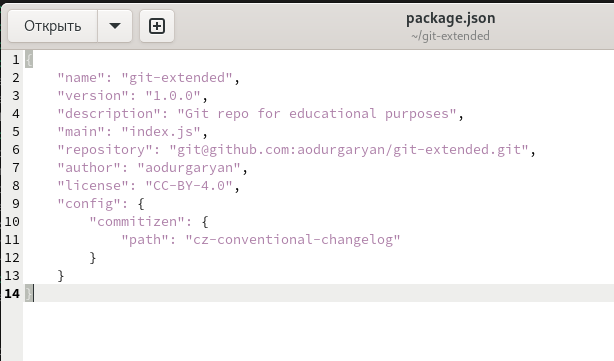 Открыть
package.json
~/git-extended
1 {
2     "name": "git-extended",
3     "version": "1.0.0",
4     "description": "Git repo for educational purposes",
5     "main": "index.js",
6     "repository": "git@github.com:aodurgaryan/git-extended.git",
7     "author": "aodurgaryan",
8     "license": "CC-BY-4.0",
9     "config": {
10         "commitizen": {
11             "path": "cz-conventional-changelog"
12         }
13     }
14 }